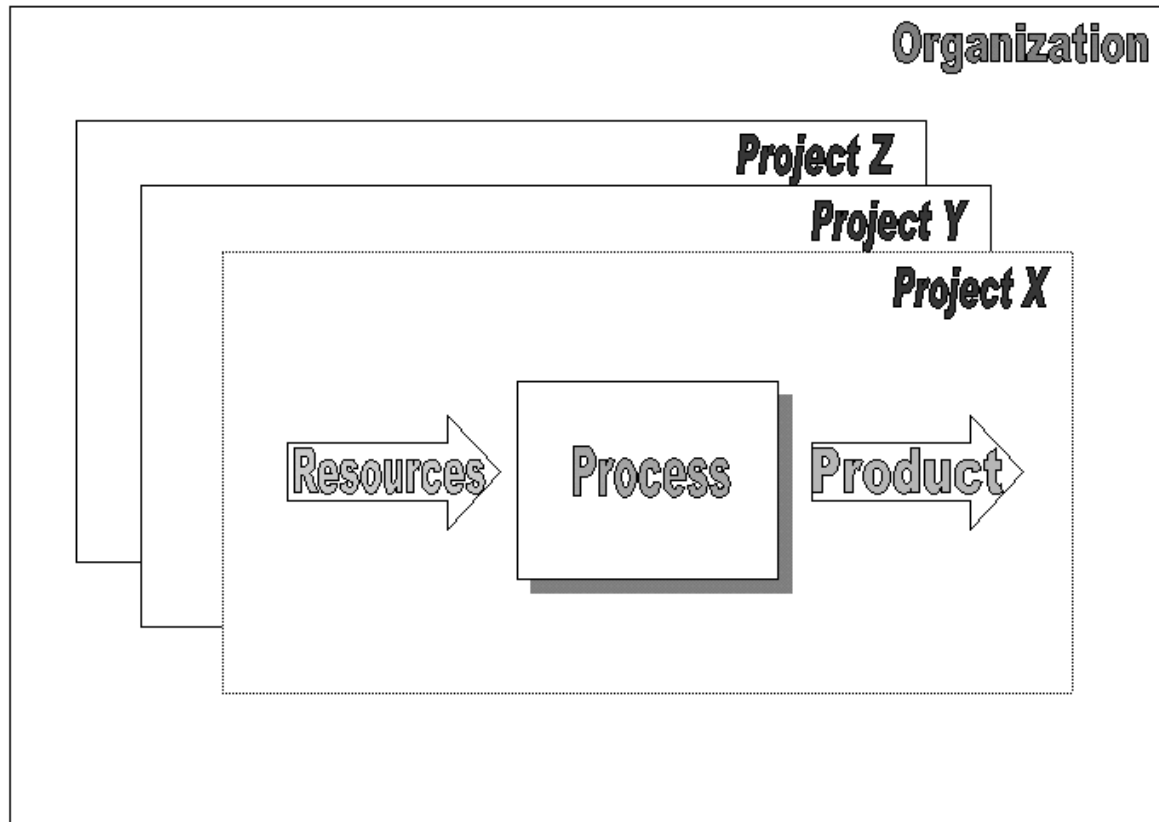 Organization
Project Z
Project Y
Project X
Resources
Process
Product